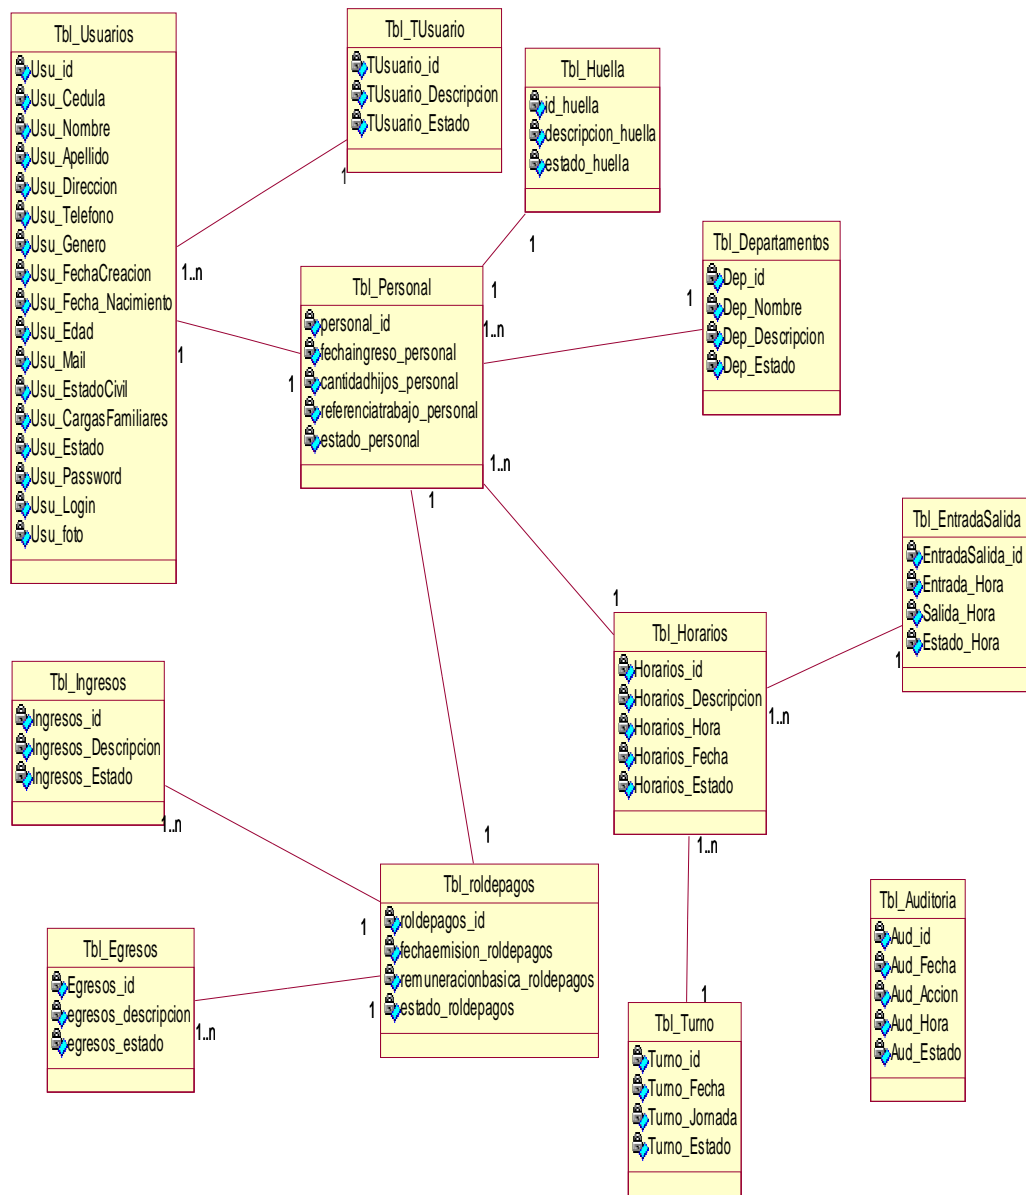 Tbl_Usuarios
Usu_id
Usu_Cedula
Usu_Nombre
Usu_Apellido
Usu_Direccion
Usu_Telefono
Usu_Genero
Usu_FechaCreacion
Usu_Fecha_Nacimiento
Usu_Edad
Usu_Mail
Usu_EstadoCivil
Usu_CargasFamiliares
Usu_Estado
Usu_Password
Usu_Login
Usu_foto
1..n
1
Tbl_TUsuario
TUsuario_id
TUsuario_Descripcion
TUsuario_Estado
1
Tbl_Huella
id_huella
descripcion_huella
estado_huella
1
Tbl_Departamentos
Dep_id
Dep_Nombre
Dep_Descripcion
Dep_Estado
1
Tbl_Personal
personal_id
fechaingreso_personal
cantidadhijos_personal
referenciatrabajo_personal
estado_personal
1
1..n
1
1..n
1
Tbl_EntradaSalida
EntradaSalida_id
Entrada_Hora
Salida_Hora
Estado_Hora
1
1
Tbl_Horarios
Horarios_id
Horarios_Descripcion
Horarios_Hora
Horarios_Fecha
Horarios_Estado
1..n
1..n
Tbl_Ingresos
Ingresos_id
Ingresos_Descripcion
Ingresos_Estado
1..n
1
Tbl_roldepagos
roldepagos_id
fechaemision_roldepagos
remuneracionbasica_roldepagos
estado_roldepagos
1
1
Tbl_Egresos
Egresos_id
egresos_descripcion
egresos_estado
1..n
Tbl_Auditoria
Aud_id
Aud_Fecha
Aud_Accion
Aud_Hora
Aud_Estado
1
Tbl_Turno
Turno_id
Turno_Fecha
Turno_Jornada
Turno_Estado